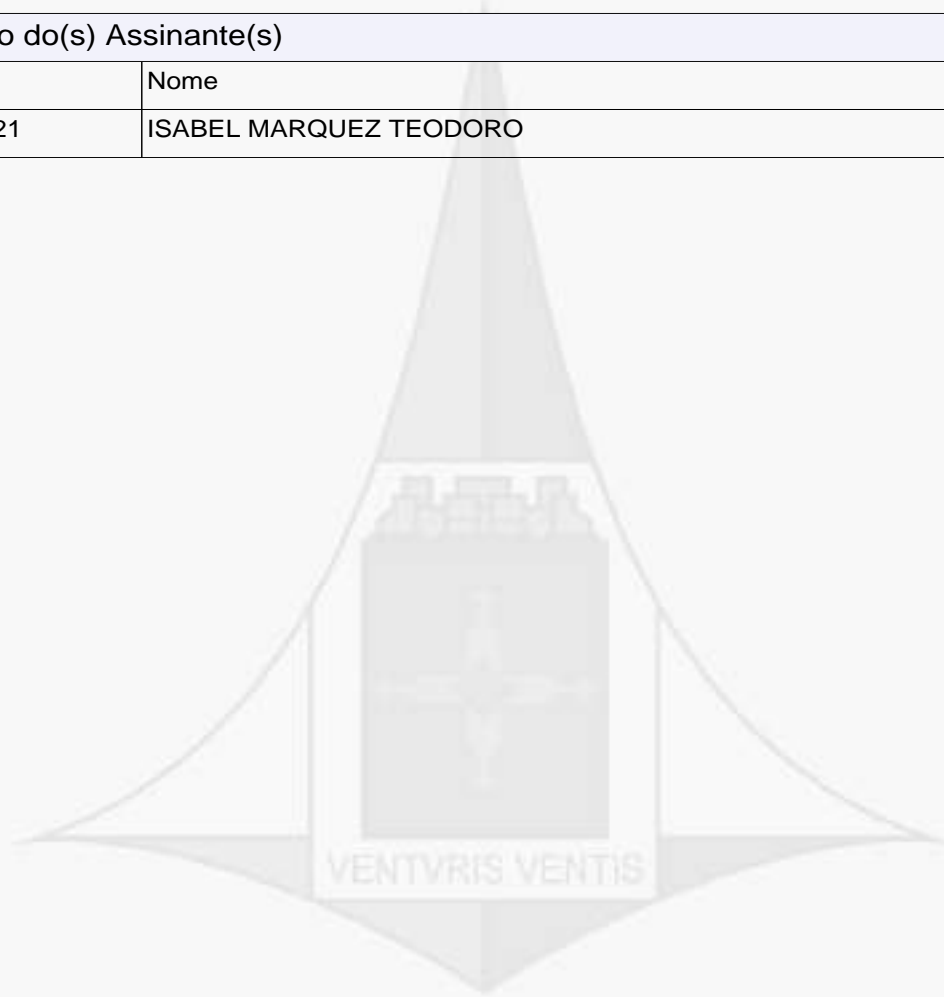 o do(s) Assinante(s)
Nome
21 ISABEL MARQUEZ TEODORO
VENTVRIS VENTIS